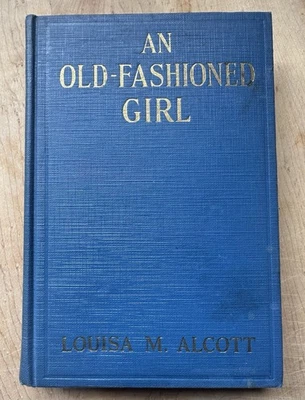 AN
OLD-FASHIONED
GIRL
LOUISA M. ALCOTT